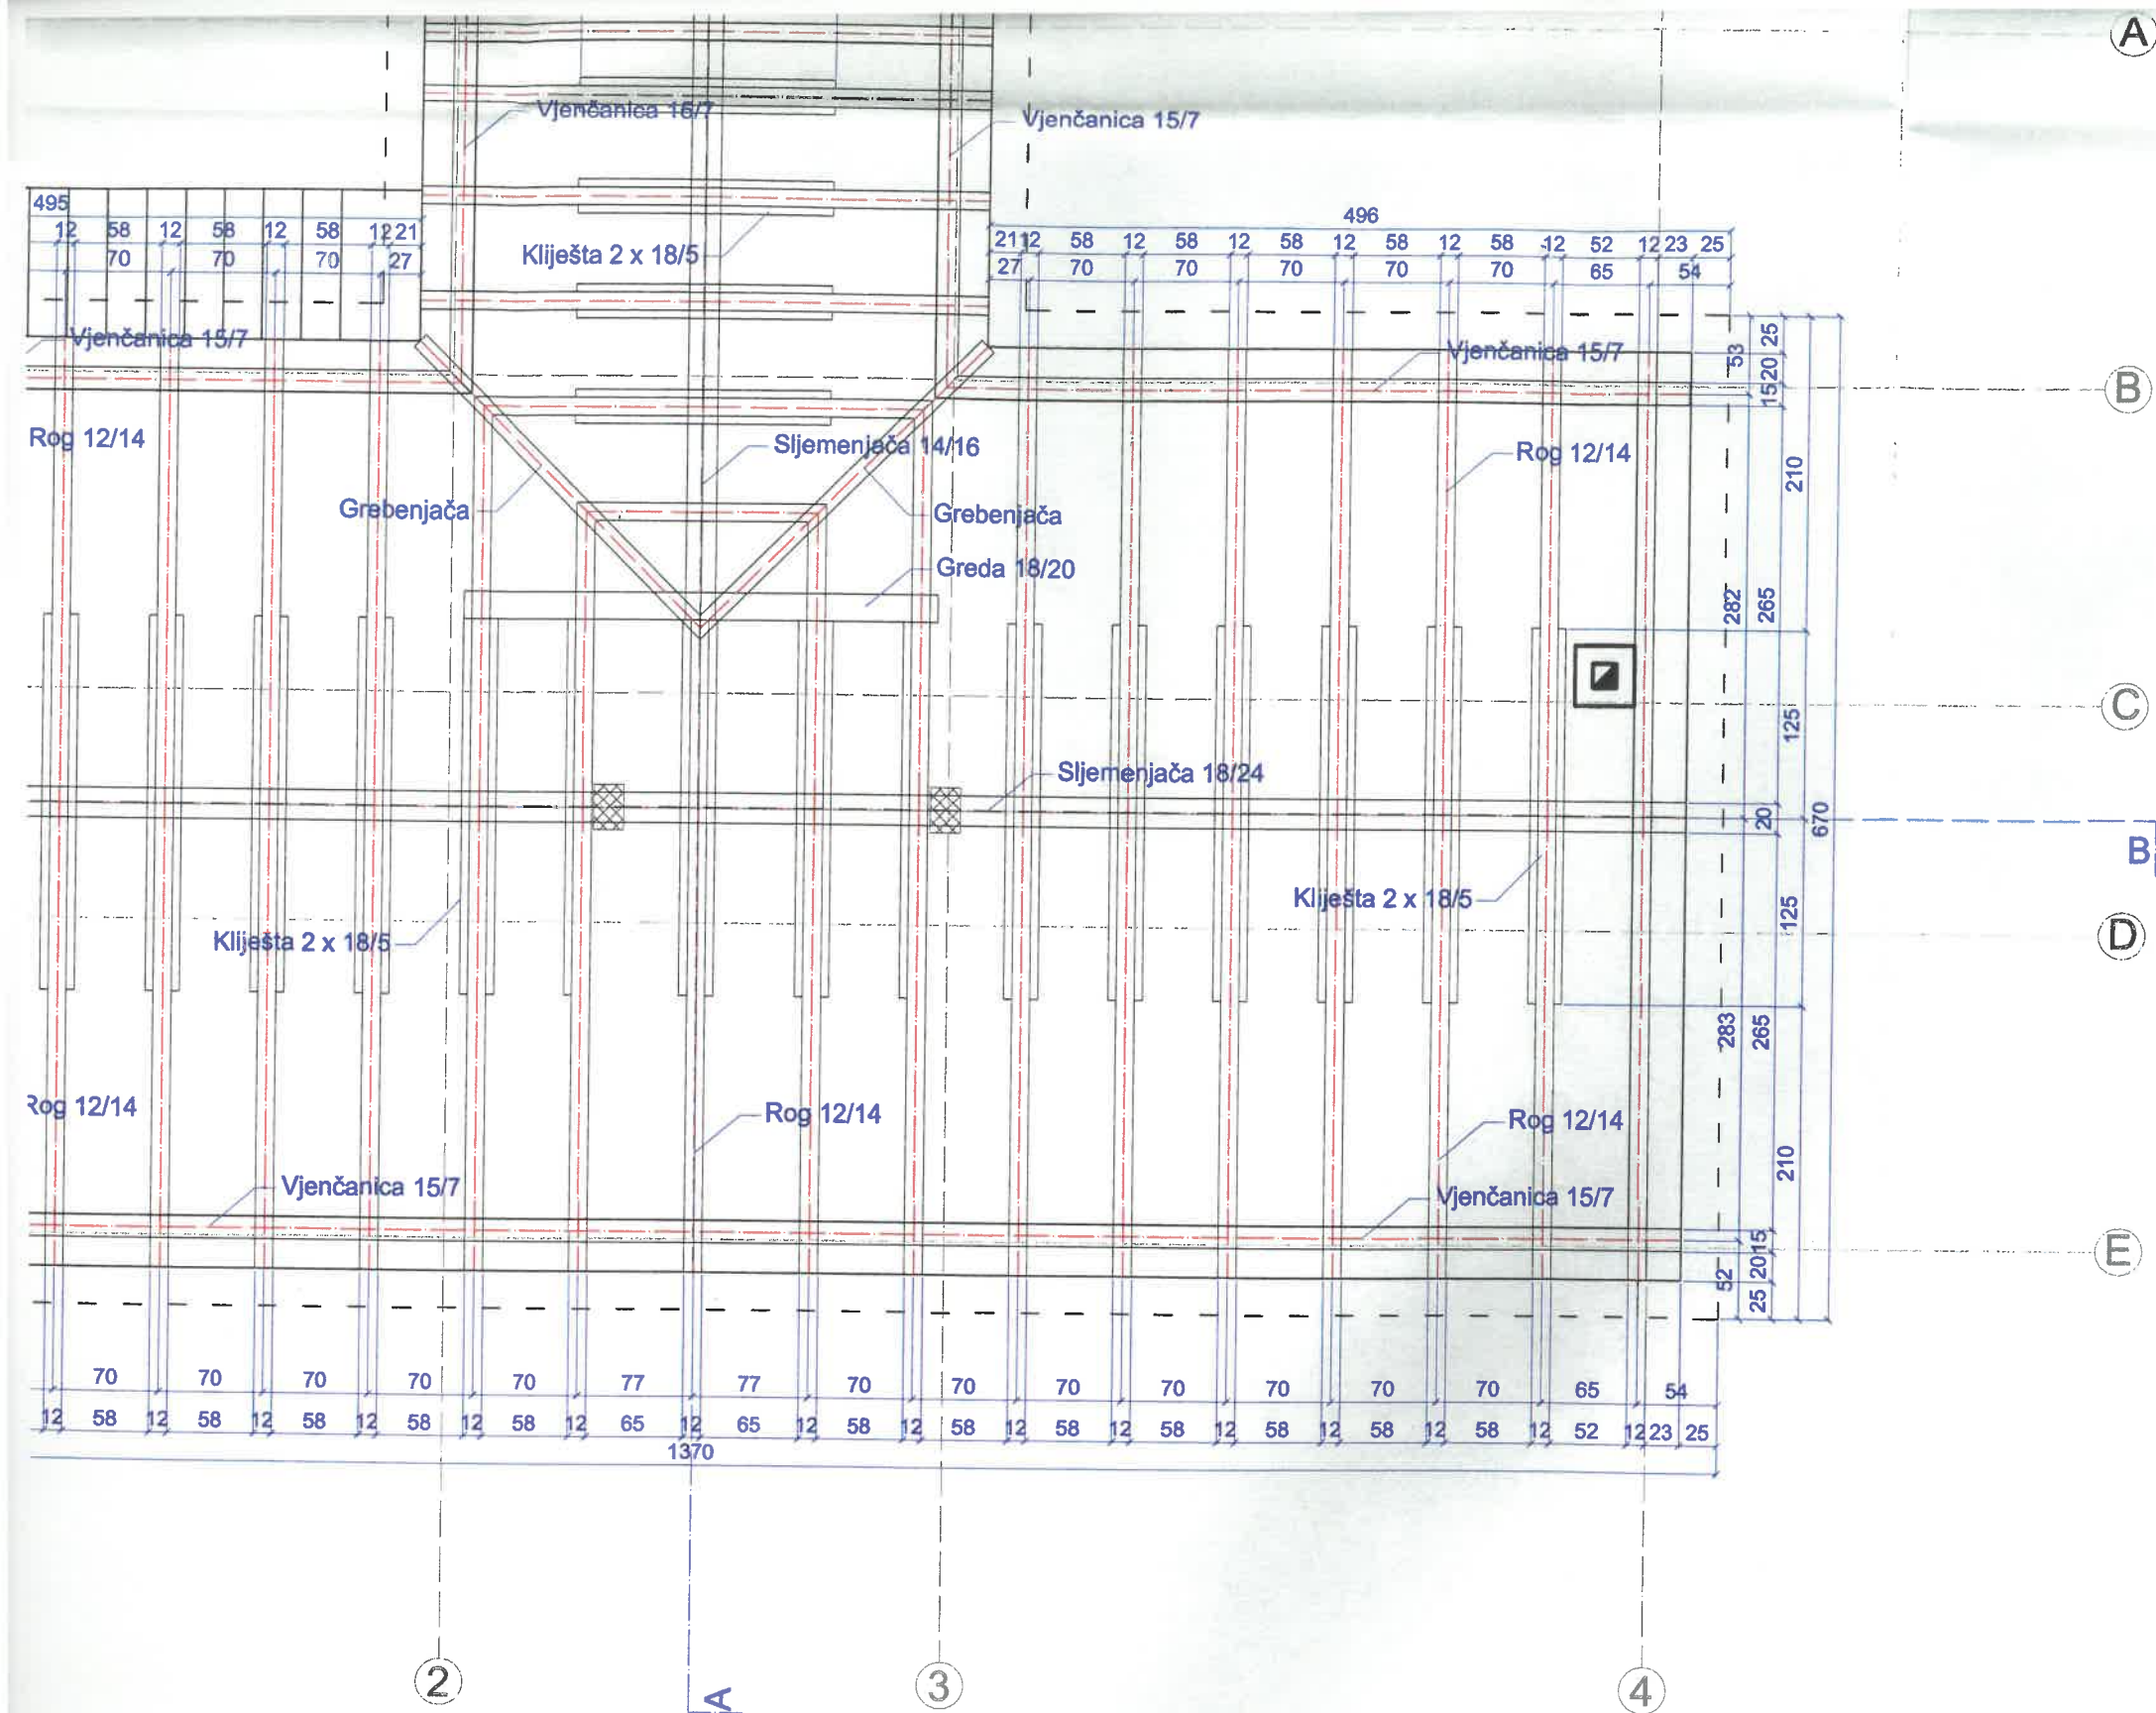 A
Vjenčanica 15/7
Vjenčanica 15/7
495
12 58 12 58 12 58 12 21
70 70 70 27
Kliješta 2 x 18/5
496
21 12 58 12 58 12 58 12 58 12 58 12 52 12 23 25
27 70 70 70 70 70 65 54
Vjenčanica 15/7
Vjenčanica 15/7
53
25
20
15
B
Rog 12/14
Sljemenjača 14/16
Rog 12/14
210
Grebenjača
Grebenjača
Greda 18/20
282
265
C
125
Sljemenjača 18/24
20
670
B
Kliješta 2 x 18/5
125
Kliješta 2 x 18/5
D
283
265
Rog 12/14
Rog 12/14
Rog 12/14
210
Vjenčanica 15/7
Vjenčanica 15/7
15
20
52
25
E
70 70 70 70 70 77 77 70 70 70 70 70 70 70 65 54
12 58 12 58 12 58 12 58 12 58 12 65 12 65 12 58 12 58 12 58 12 58 12 58 12 58 12 58 12 52 12 23 25
1370
2
A
3
4